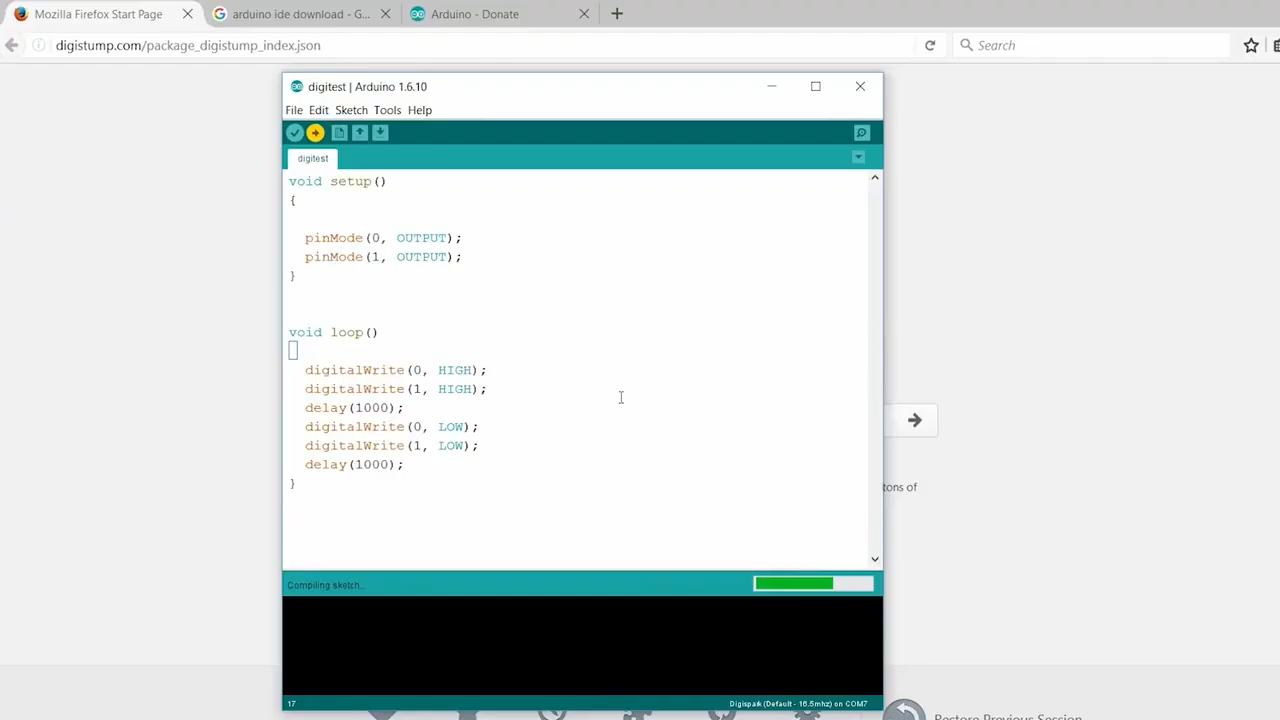 Mozilla Firefox Start Page
arduino ide download - G...
Arduino - Donate
digistump.com/package_digistump_index.json
Search
digitest | Arduino 1.6.10
File Edit Sketch Tools Help
digitest
void setup()
{
pinMode(0, OUTPUT);
pinMode(1, OUTPUT);
}
void loop()
digitalWrite(0, HIGH);
digitalWrite(1, HIGH);
delay(1000);
digitalWrite(0, LOW);
digitalWrite(1, LOW);
delay(1000);
}
tons of
Compiling sketch...
17
Digispark (Default - 16.5mhz) on COM7
Restore Previous Session